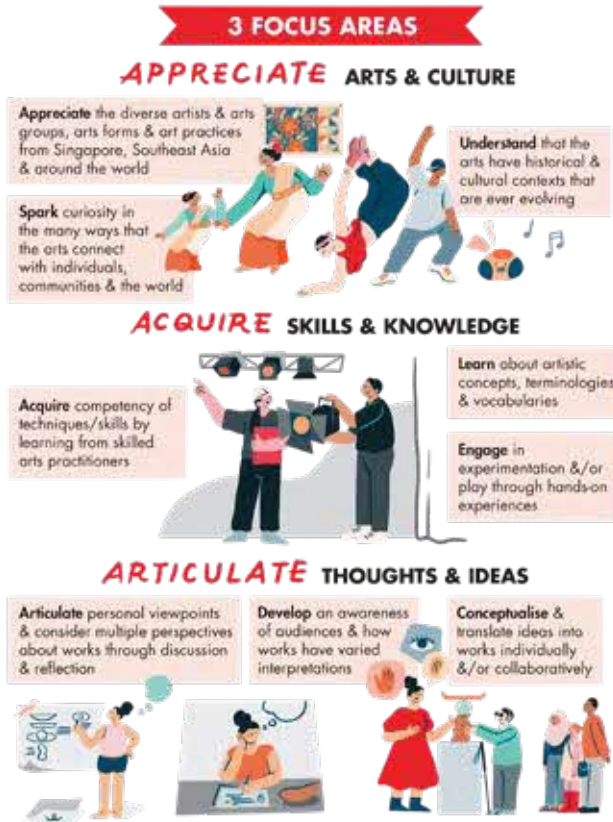 3 FOCUS AREAS
APPRECIATE ARTS & CULTURE
Appreciate the diverse artists & arts
groups, arts forms & art practices
from Singapore, Southeast Asia
& around the world
Understand that the
arts have historical &
cultural contexts that
are ever evolving
Spark curiosity in
the many ways that
the arts connect
with individuals,
communities & the world
ACQUIRE SKILLS & KNOWLEDGE
Acquire competency of
techniques/skills by
learning from skilled
arts practitioners
Learn about artistic
concepts, terminologies
& vocabularies
Engage in
experimentation &/or
play through hands-on
experiences
ARTICULATE THOUGHTS & IDEAS
Articulate personal viewpoints
& consider multiple perspectives
about works through discussion
& reflection
Develop an awareness
of audiences & how
works have varied
interpretations
Conceptualise &
translate ideas into
works individually
&/or collaboratively